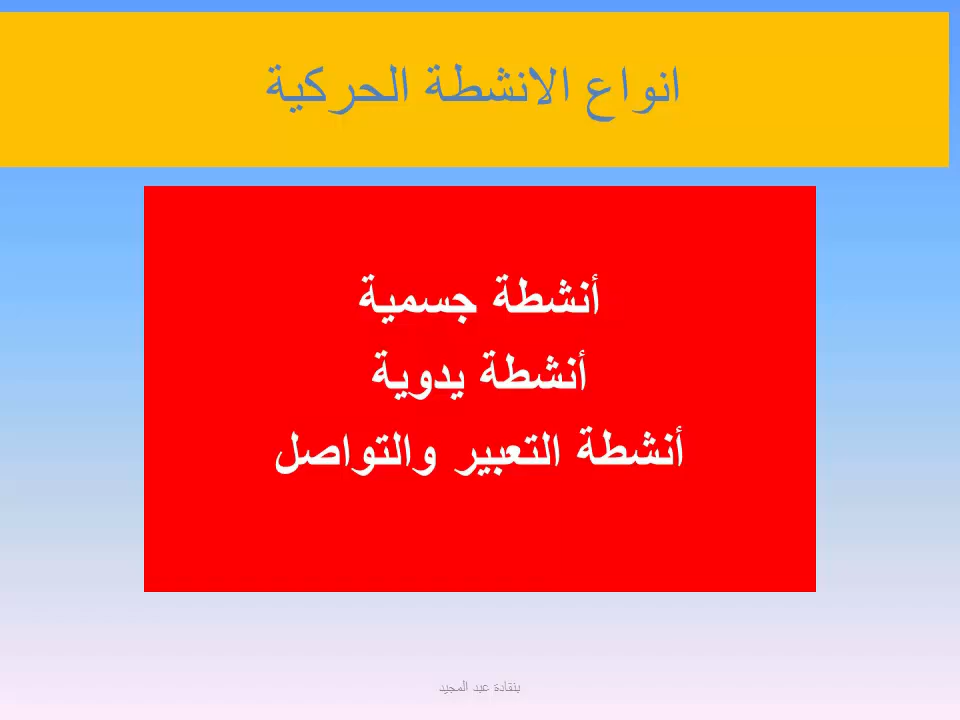 انواع الانشطة الحركية
أنشطة جسمية
أنشطة يدوية
أنشطة التعبير والتواصل
بنقادة عبد المجيد